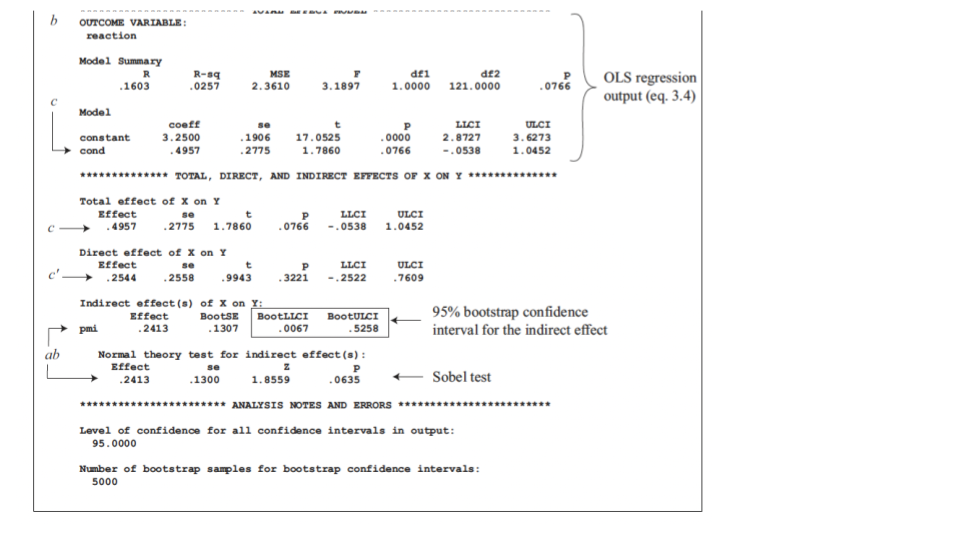 b
OUTCOME VARIABLE:
reaction
Model Summary
R R-sq MSE F df1 df2 p
.1603 .0257 2.3610 3.1897 1.0000 121.0000 .0766
OLS regression
output (eq. 3.4)
c
Model
coeff se t p LLCI ULCI
constant 3.2500 .1906 17.0525 .0000 2.8727 3.6273
cond .4957 .2775 1.7860 .0766 -.0538 1.0452
************** TOTAL, DIRECT, AND INDIRECT EFFECTS OF X ON Y **************
Total effect of X on Y
Effect se t p LLCI ULCI
c .4957 .2775 1.7860 .0766 -.0538 1.0452
Direct effect of X on Y
Effect se t p LLCI ULCI
c' .2544 .2558 .9943 .3221 -.2522 .7609
Indirect effect(s) of X on Y:
Effect BootSE BootLLCI BootULCI
pmi .2413 .1307 .0067 .5258
95% bootstrap confidence
interval for the indirect effect
ab
Normal theory test for indirect effect(s):
Effect se Z p
.2413 .1300 1.8559 .0635
Sobel test
*********************** ANALYSIS NOTES AND ERRORS ************************
Level of confidence for all confidence intervals in output:
95.0000
Number of bootstrap samples for bootstrap confidence intervals:
5000